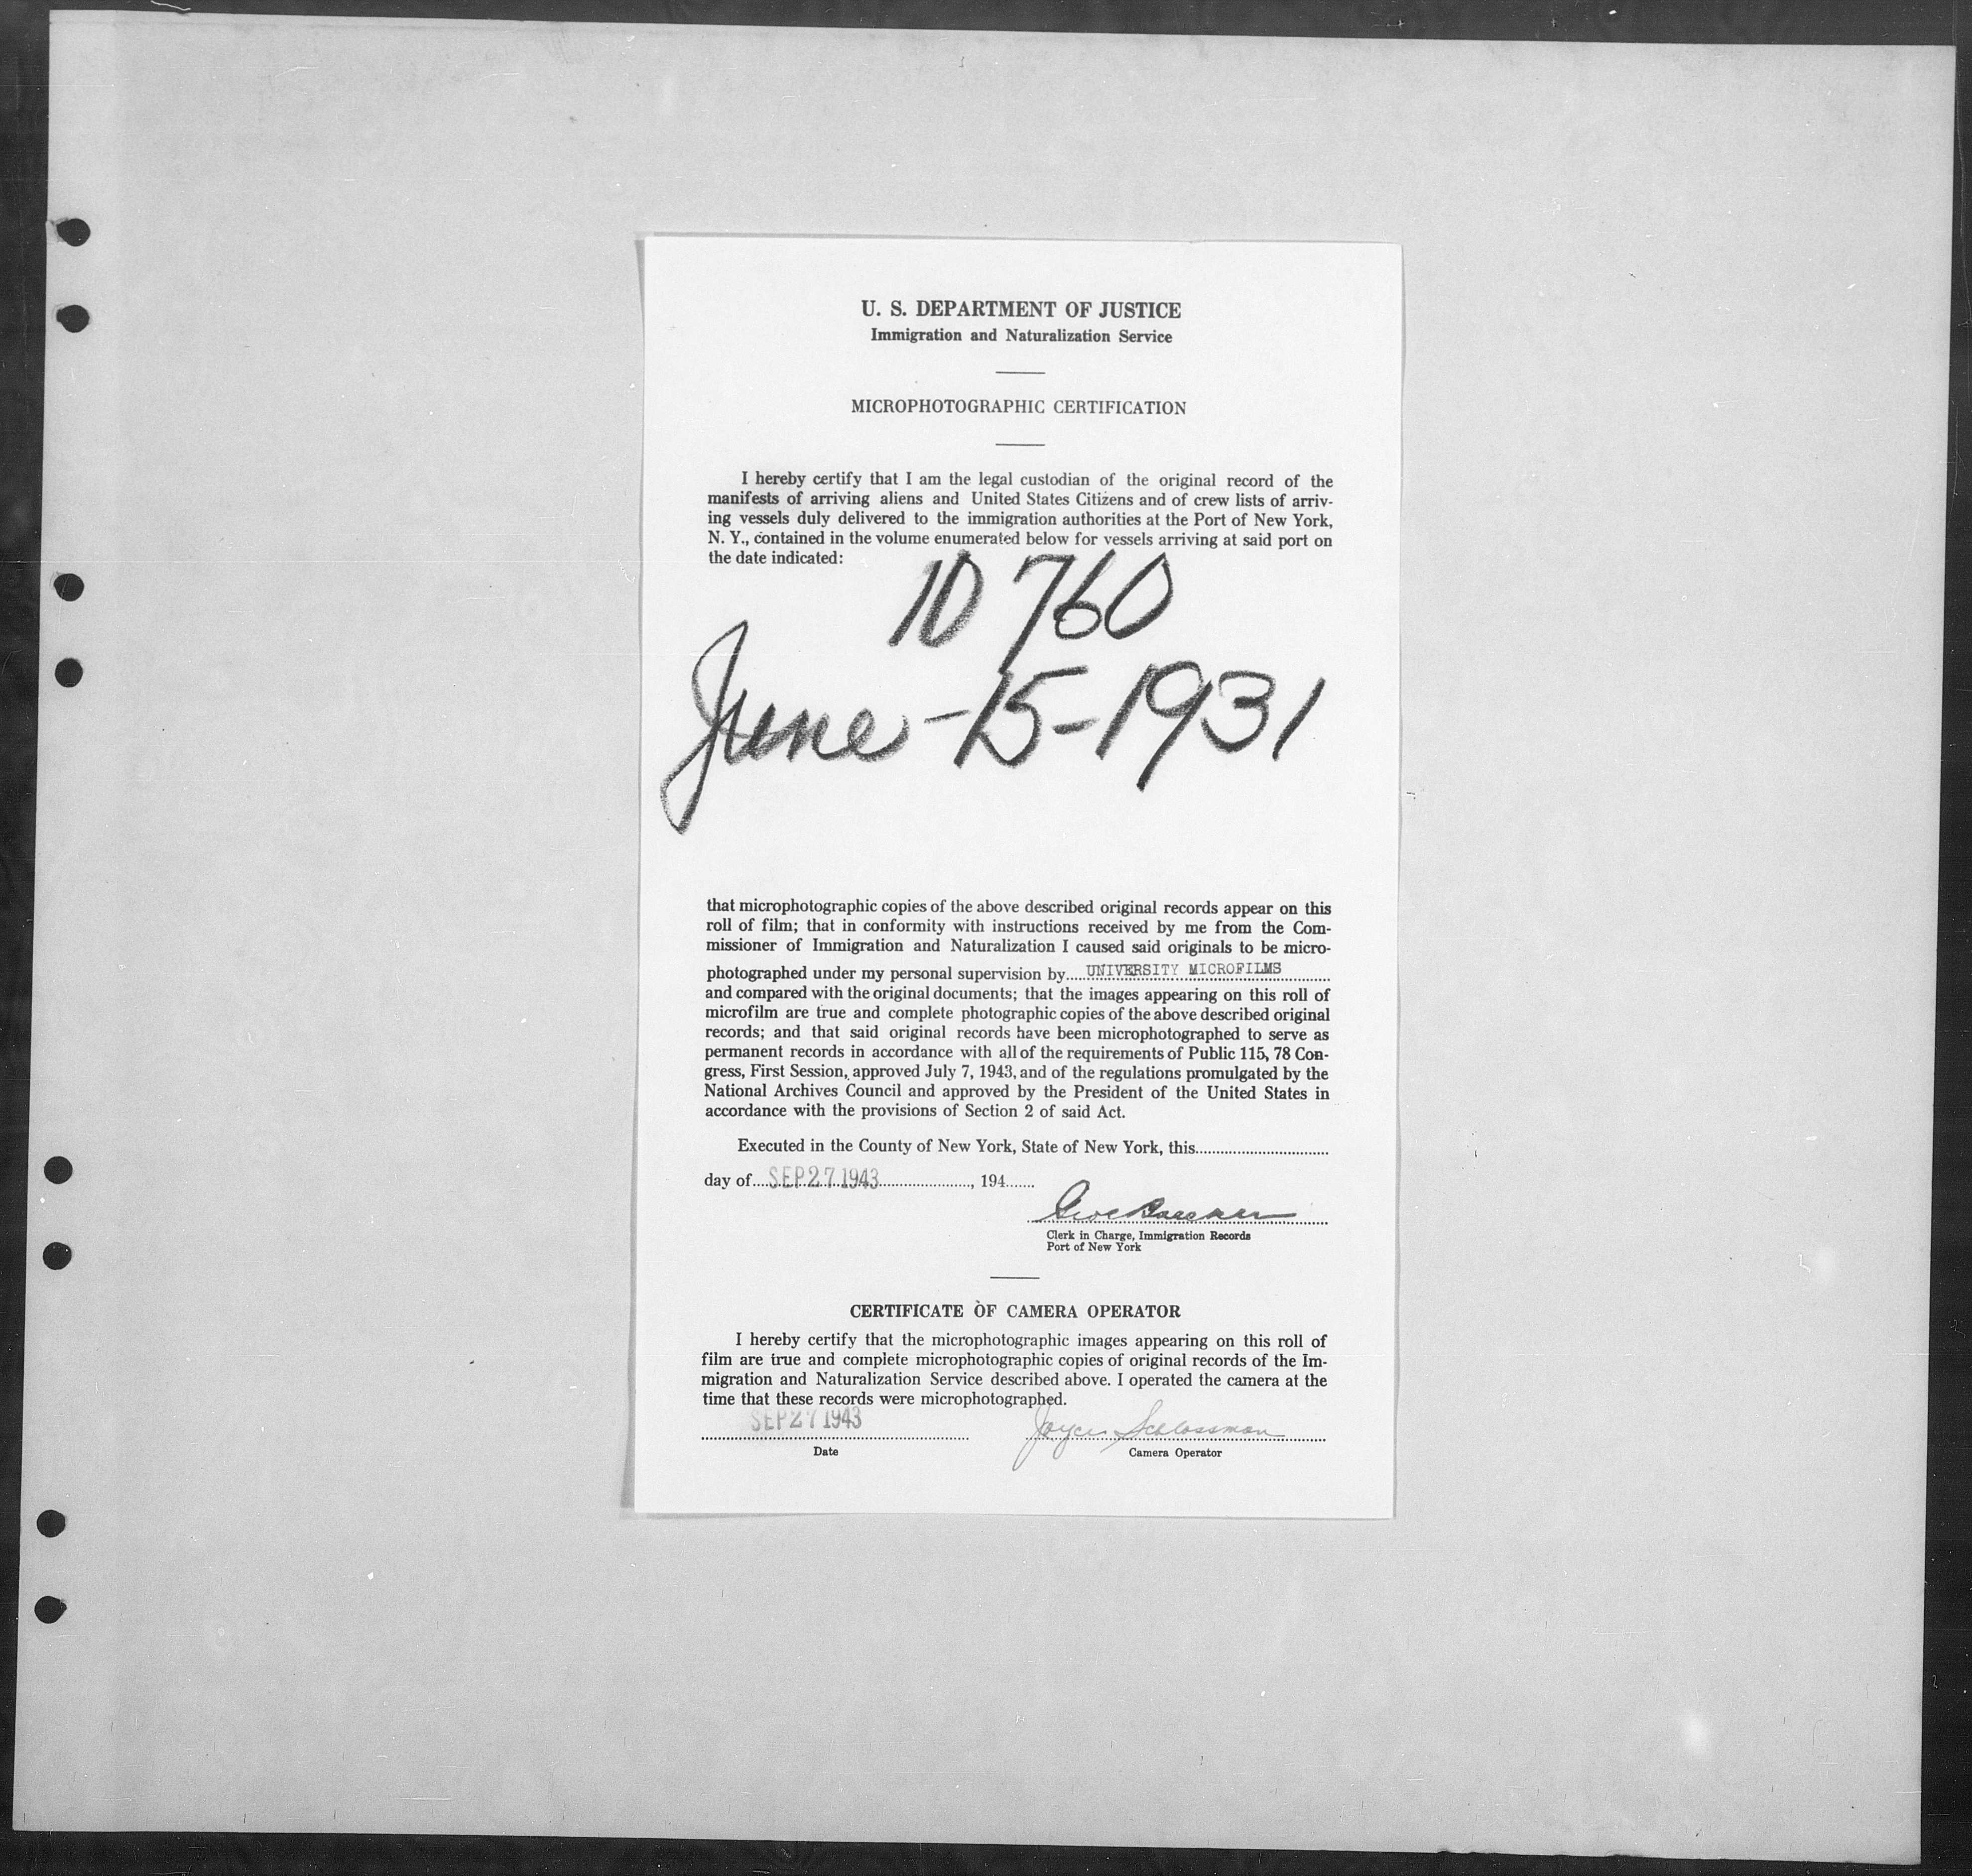 U. S. DEPARTMENT OF JUSTICE
Immigration and Naturalization Service
MICROPHOTOGRAPHIC CERTIFICATION
I hereby certify that I am the legal custodian of the original record of the
manifests of arriving aliens and United States Citizens and of crew lists of arriv-
ing vessels duly delivered to the immigration authorities at the Port of New York,
N. Y., contained in the volume enumerated below for vessels arriving at said port on
the date indicated:
10760
June-15-1931
that microphotographic copies of the above described original records appear on this
roll of film; that in conformity with instructions received by me from the Com-
missioner of Immigration and Naturalization I caused said originals to be micro-
photographed under my personal supervision by.....UNIVERSITY MICROFILMS
and compared with the original documents; that the images appearing on this roll of
microfilm are true and complete photographic copies of the above described original
records; and that said original records have been microphotographed to serve as
permanent records in accordance with all of the requirements of Public 115, 78 Con-
gress, First Session, approved July 7, 1943, and of the regulations promulgated by the
National Archives Council and approved by the President of the United States in
accordance with the provisions of Section 2 of said Act.
Executed in the County of New York, State of New York, this
day of SEP 27 1943, 194
Clerk in Charge, Immigration Records
Port of New York
CERTIFICATE OF CAMERA OPERATOR
I hereby certify that the microphotographic images appearing on this roll of
film are true and complete microphotographic copies of original records of the Im-
migration and Naturalization Service described above. I operated the camera at the
time that these records were microphotographed.
SEP 27 1943 Joyce Schlossman
Date Camera Operator